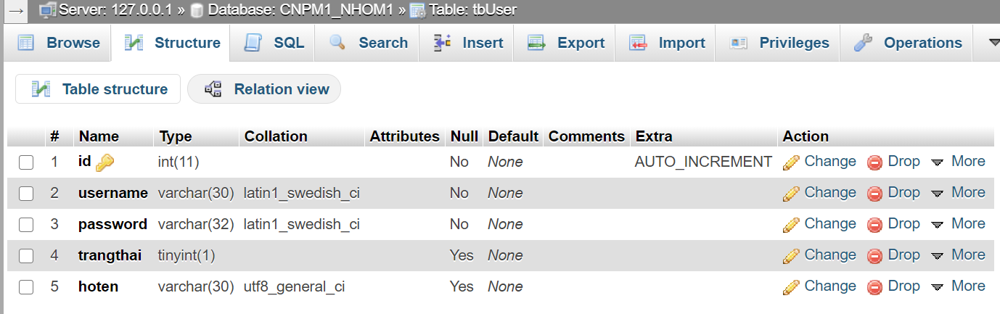 → Server: 127.0.0.1 » Database: CNPM1_NHOM1 » Table: tbUser
Browse Structure SQL Search Insert Export Import Privileges Operations
Table structure Relation view
# Name Type Collation Attributes Null Default Comments Extra Action
1 id int(11) No None AUTO_INCREMENT Change Drop More
2 username varchar(30) latin1_swedish_ci No None Change Drop More
3 password varchar(32) latin1_swedish_ci No None Change Drop More
4 trangthai tinyint(1) Yes None Change Drop More
5 hoten varchar(30) utf8_general_ci Yes None Change Drop More